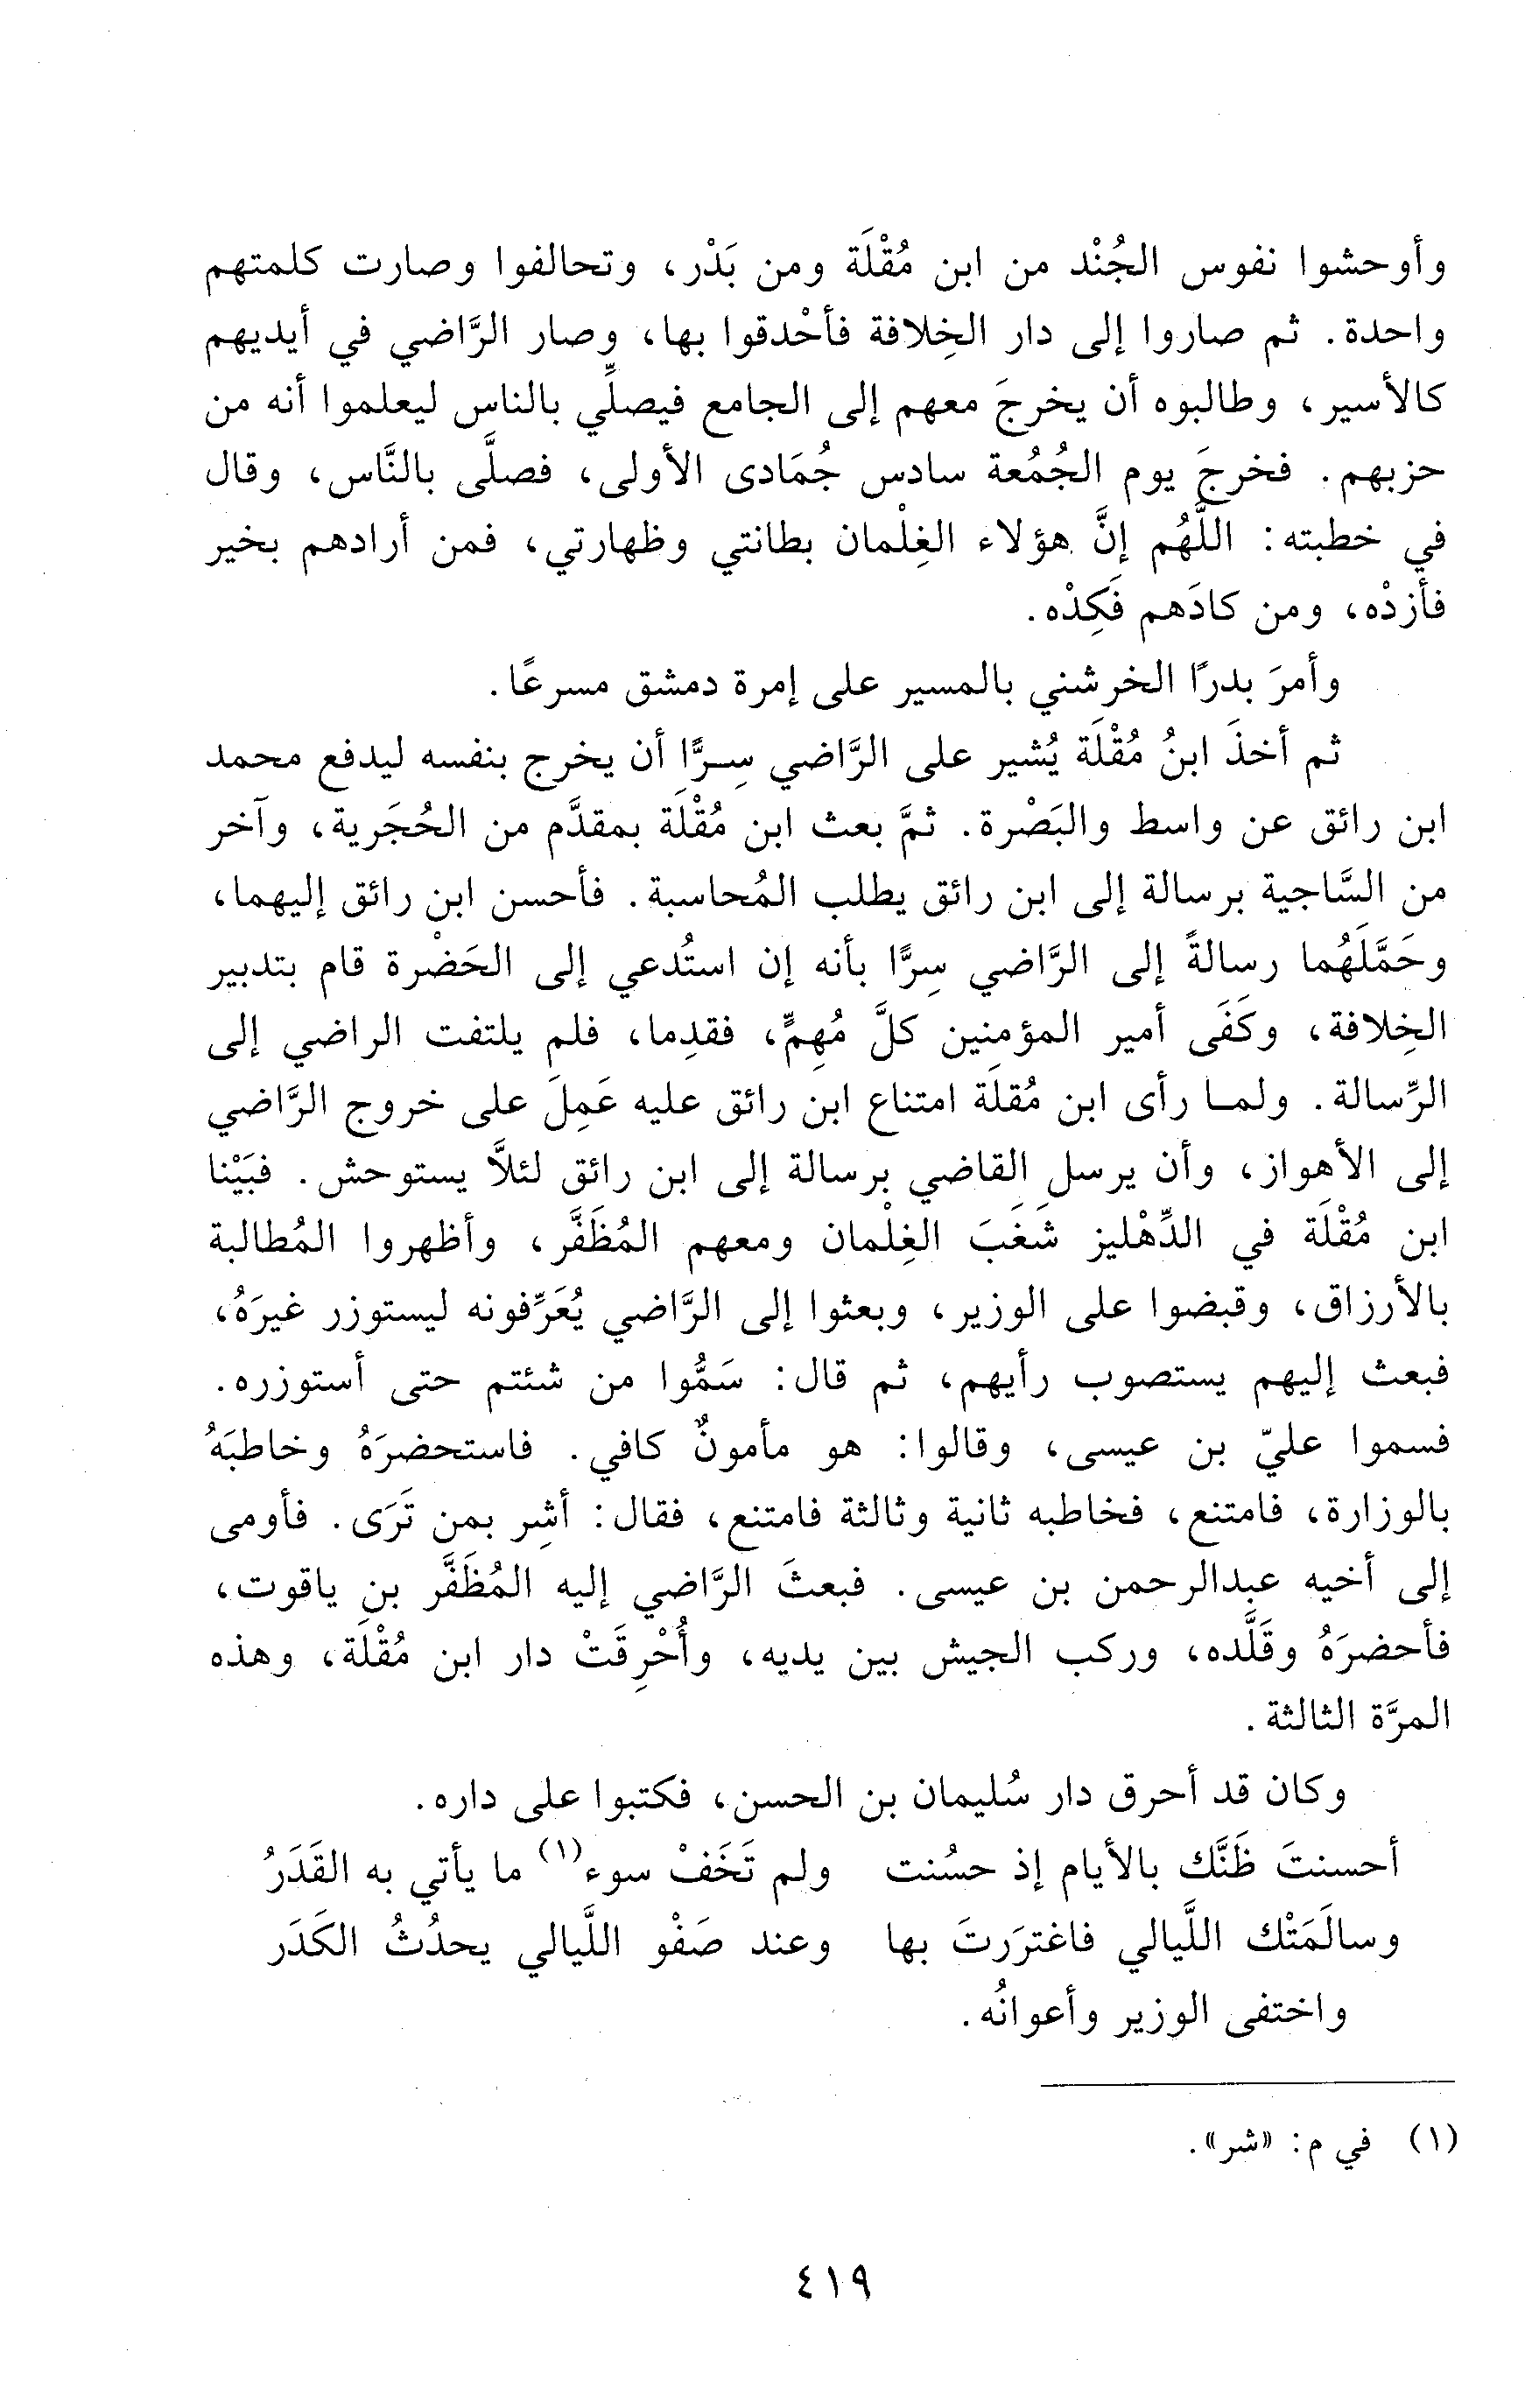 وأوحشوا نفوس الجُنْد من ابن مُقْلَة ومن بَدْر، وتحالفوا وصارت كلمتهم
واحدة. ثم صاروا إلى دار الخِلافة فأحْدقوا بها، وصار الرَّاضي في أيديهم
كالأسير، وطالبوه أن يخرجَ معهم إلى الجامع فيصلِّي بالناس ليعلموا أنه من
حزبهم. فخرجَ يوم الجُمُعة سادس جُمَادى الأولى، فصلَّى بالنَّاس، وقال
في خطبته: اللَّهُم إنَّ هؤلاء الغِلْمان بطانتي وظهارتي، فمن أرادهم بخير
فأزدْه، ومن كادَهم فَكِدْه.
وأمرَ بدرًا الخرشني بالمسير على إمرة دمشق مسرعًا.
ثم أخذَ ابنُ مُقْلَة يُشير على الرَّاضي سِرًّا أن يخرج بنفسه ليدفع محمد
ابن رائق عن واسط والبَصْرة. ثمَّ بعث ابن مُقْلَة بمقدَّم من الحُجَرية، وآخر
من السَّاجية برسالة إلى ابن رائق يطلب المُحاسبة. فأحسن ابن رائق إليهما،
وحَمَّلَهُما رسالةً إلى الرَّاضي سِرًّا بأنه إن استُدعي إلى الحَضْرة قام بتدبير
الخِلافة، وكَفَى أمير المؤمنين كلَّ مُهِمٍّ، فقدِما، فلم يلتفت الراضي إلى
الرِّسالة. ولما رأى ابن مُقلَة امتناع ابن رائق عليه عَمِلَ على خروج الرَّاضي
إلى الأهواز، وأن يرسل القاضي برسالة إلى ابن رائق لئلاَّ يستوحش. فبَيْنا
ابن مُقْلَة في الدِّهْليز شَغَبَ الغِلْمان ومعهم المُظَفَّر، وأظهروا المُطالبة
بالأرزاق، وقبضوا على الوزير، وبعثوا إلى الرَّاضي يُعَرِّفونه ليستوزر غيرَهُ،
فبعث إليهم يستصوب رأيهم، ثم قال: سَمُّوا من شئتم حتى أستوزره.
فسموا عليّ بن عيسى، وقالوا: هو مأمونٌ كافي. فاستحضرَهُ وخاطبَهُ
بالوزارة، فامتنع، فخاطبه ثانية وثالثة فامتنع، فقال: أشِر بمن تَرَى. فأومى
إلى أخيه عبدالرحمن بن عيسى. فبعثَ الرَّاضي إليه المُظَفَّر بن ياقوت،
فأحضرَهُ وقَلَّده، وركب الجيش بين يديه، وأُحْرِقَتْ دار ابن مُقْلَة، وهذه
المرَّة الثالثة.
وكان قد أحرق دار سُليمان بن الحسن، فكتبوا على داره.
أحسنتَ ظَنَّك بالأيام إذ حسُنت ولم تَخَفْ سوء(١) ما يأتي به القَدَرُ
وسالَمَتْك اللَّيالي فاغترَرتَ بها وعند صَفْو اللَّيالي يحدُثُ الكَدَر
واختفى الوزير وأعوانُه.
(١) في م: «شر».
٤١٩